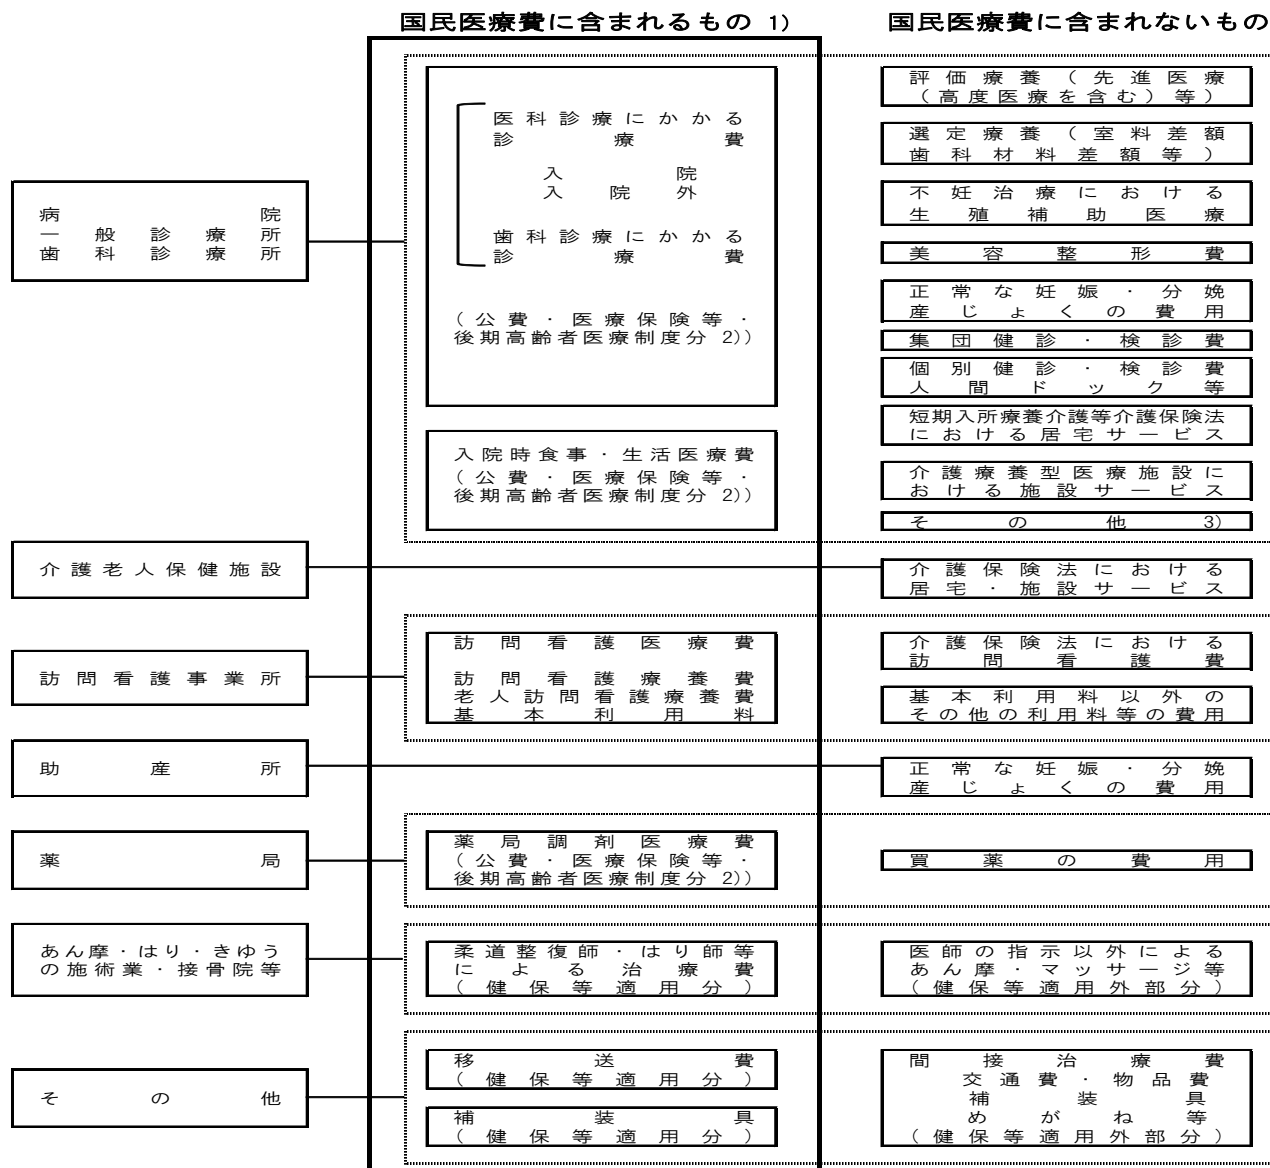 国民医療費に含まれるもの 1)
国民医療費に含まれないもの
病院
一般診療所
歯科診療所
医科診療にかかる
診療費
入院
入院外
歯科診療にかかる
診療費
(公費・医療保険等・
後期高齢者医療制度分 2))
入院時食事・生活医療費
(公費・医療保険等・
後期高齢者医療制度分 2))
評価療養(先進医療
(高度医療を含む)等)
選定療養(室料差額
歯科材料差額等)
不妊治療における
生殖補助医療
美容整形費
正常な妊娠・分娩
産じょくの費用
集団健診・検診費
個別健診・検診費
人間ドック等
短期入所療養介護等介護保険法
における居宅サービス
介護療養型医療施設に
おける施設サービス
その他 3)
介護老人保健施設
介護保険法における
居宅・施設サービス
訪問看護事業所
訪問看護医療費
訪問看護療養費
老人訪問看護療養費
基本利用料
介護保険法における
訪問看護費
基本利用料以外の
その他の利用料等の費用
助産所
正常な妊娠・分娩
産じょくの費用
薬局
薬局調剤医療費
(公費・医療保険等・
後期高齢者医療制度分 2))
買薬の費用
あん摩・はり・きゆう
の施術業・接骨院等
柔道整復師・はり師等
による治療費
(健保等適用分)
医師の指示以外による
あん摩・マッサージ等
(健保等適用外部分)
その他
移送費
(健保等適用分)
補装具
(健保等適用分)
間接治療費
交通費・物品費
補装具
めがね等
(健保等適用外部分)